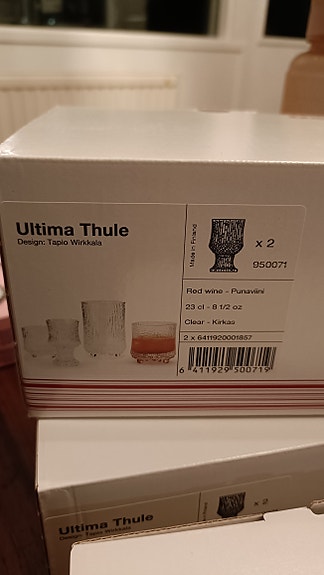 Ultima Thule
Design: Tapio Wirkkala
Made in Finland
x 2
950071
Red wine - Punaviini
23 cl - 8 1/2 oz
Clear - Kirkas
2 x 6411920001857
6 411929 500719
Ultima Thule
Design: Tapio Wirkkala
x 2